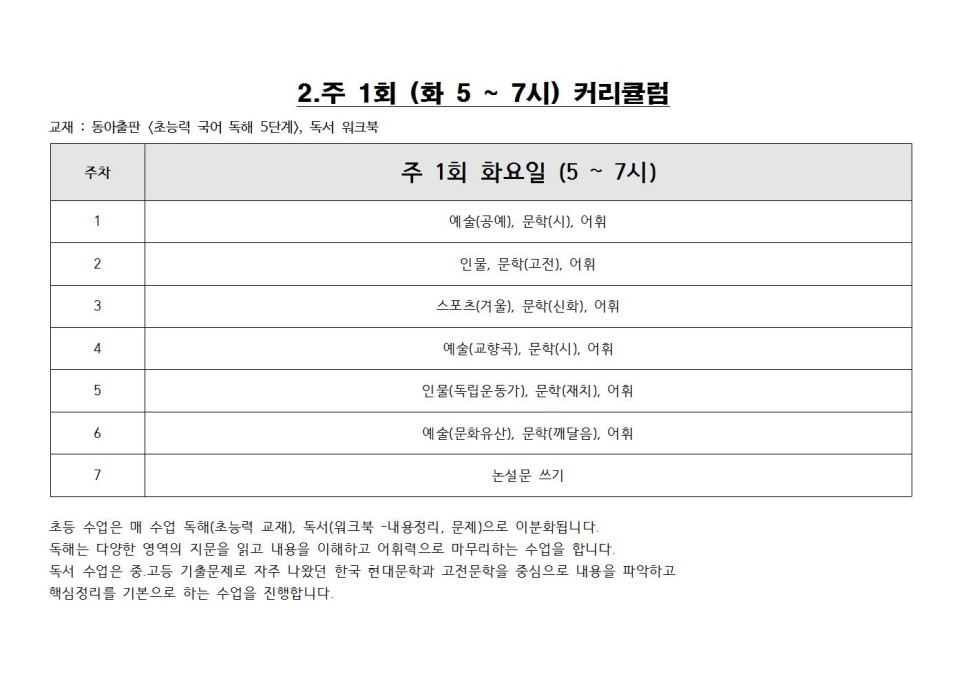 2.주 1회 (화 5 ~ 7시) 커리큘럼
교재 : 동아출판 <초능력 국어 독해 5단계>, 독서 워크북
주차 주 1회 화요일 (5 ~ 7시)
1 예술(공예), 문학(시), 어휘
2 인물, 문학(고전), 어휘
3 스포츠(겨울), 문학(신화), 어휘
4 예술(교향곡), 문학(시), 어휘
5 인물(독립운동가), 문학(재치), 어휘
6 예술(문화유산), 문학(깨달음), 어휘
7 논설문 쓰기
초등 수업은 매 수업 독해(초능력 교재), 독서(워크북 -내용정리, 문제)으로 이분화됩니다.
독해는 다양한 영역의 지문을 읽고 내용을 이해하고 어휘력으로 마무리하는 수업을 합니다.
독서 수업은 중.고등 기출문제로 자주 나왔던 한국 현대문학과 고전문학을 중심으로 내용을 파악하고
핵심정리를 기본으로 하는 수업을 진행합니다.